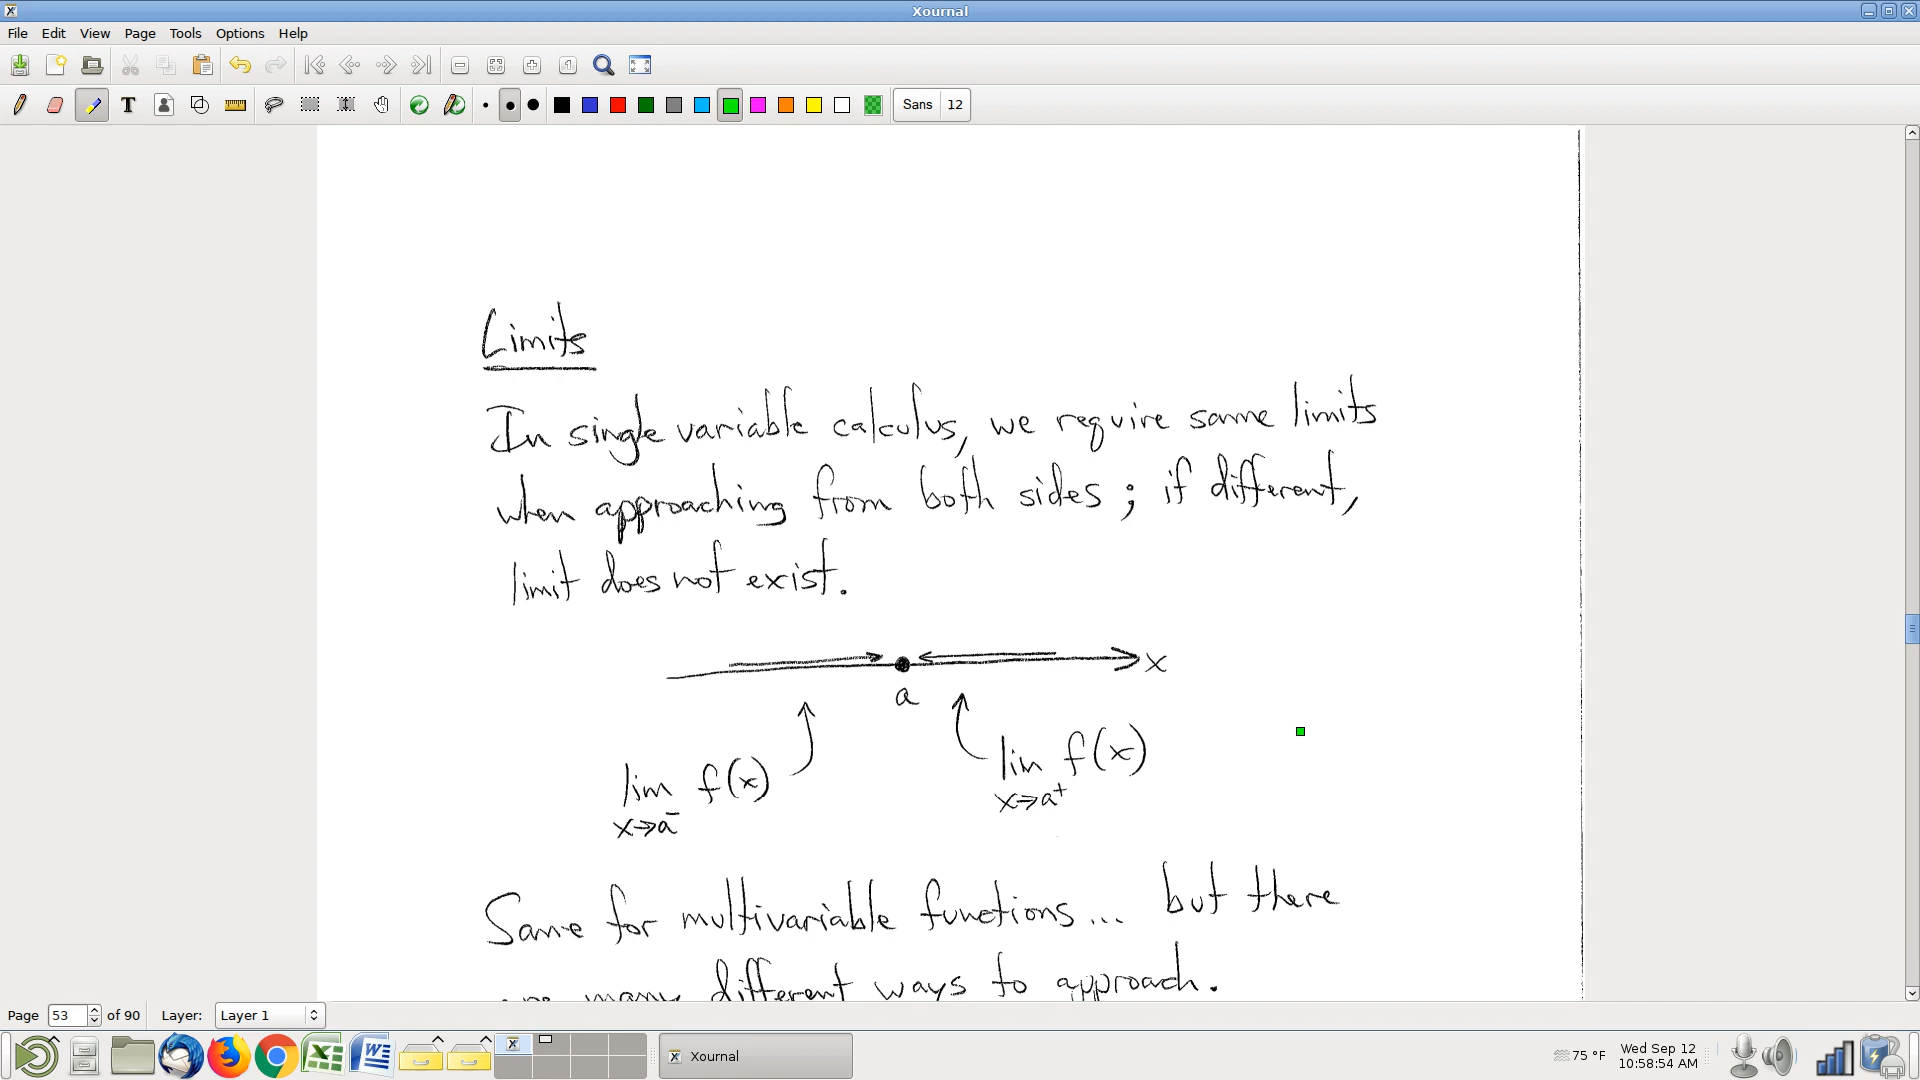 Xournal
File Edit View Page Tools Options Help
T Sans 12
Limits
In single variable calculus, we require same limits
when approaching from both sides; if different,
limit does not exist.
x
a
lim f(x) lim f(x)
x→a⁻ x→a⁺
Same for multivariable functions... but there
are many different ways to approach.
Page 53 of 90 Layer: Layer 1
Xournal
75 °F Wed Sep 12
10:58:54 AM